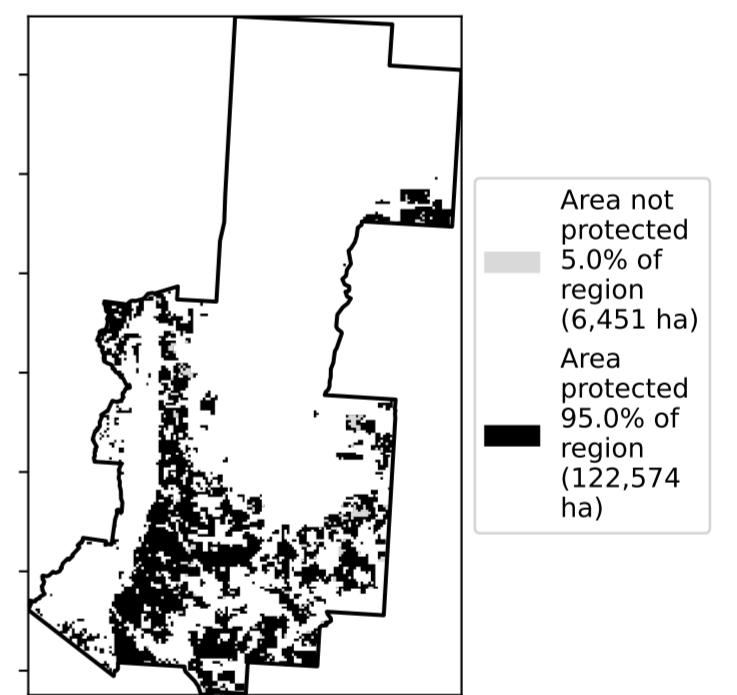 Area not
protected
5.0% of
region
(6,451 ha)
Area
protected
95.0% of
region
(122,574
ha)